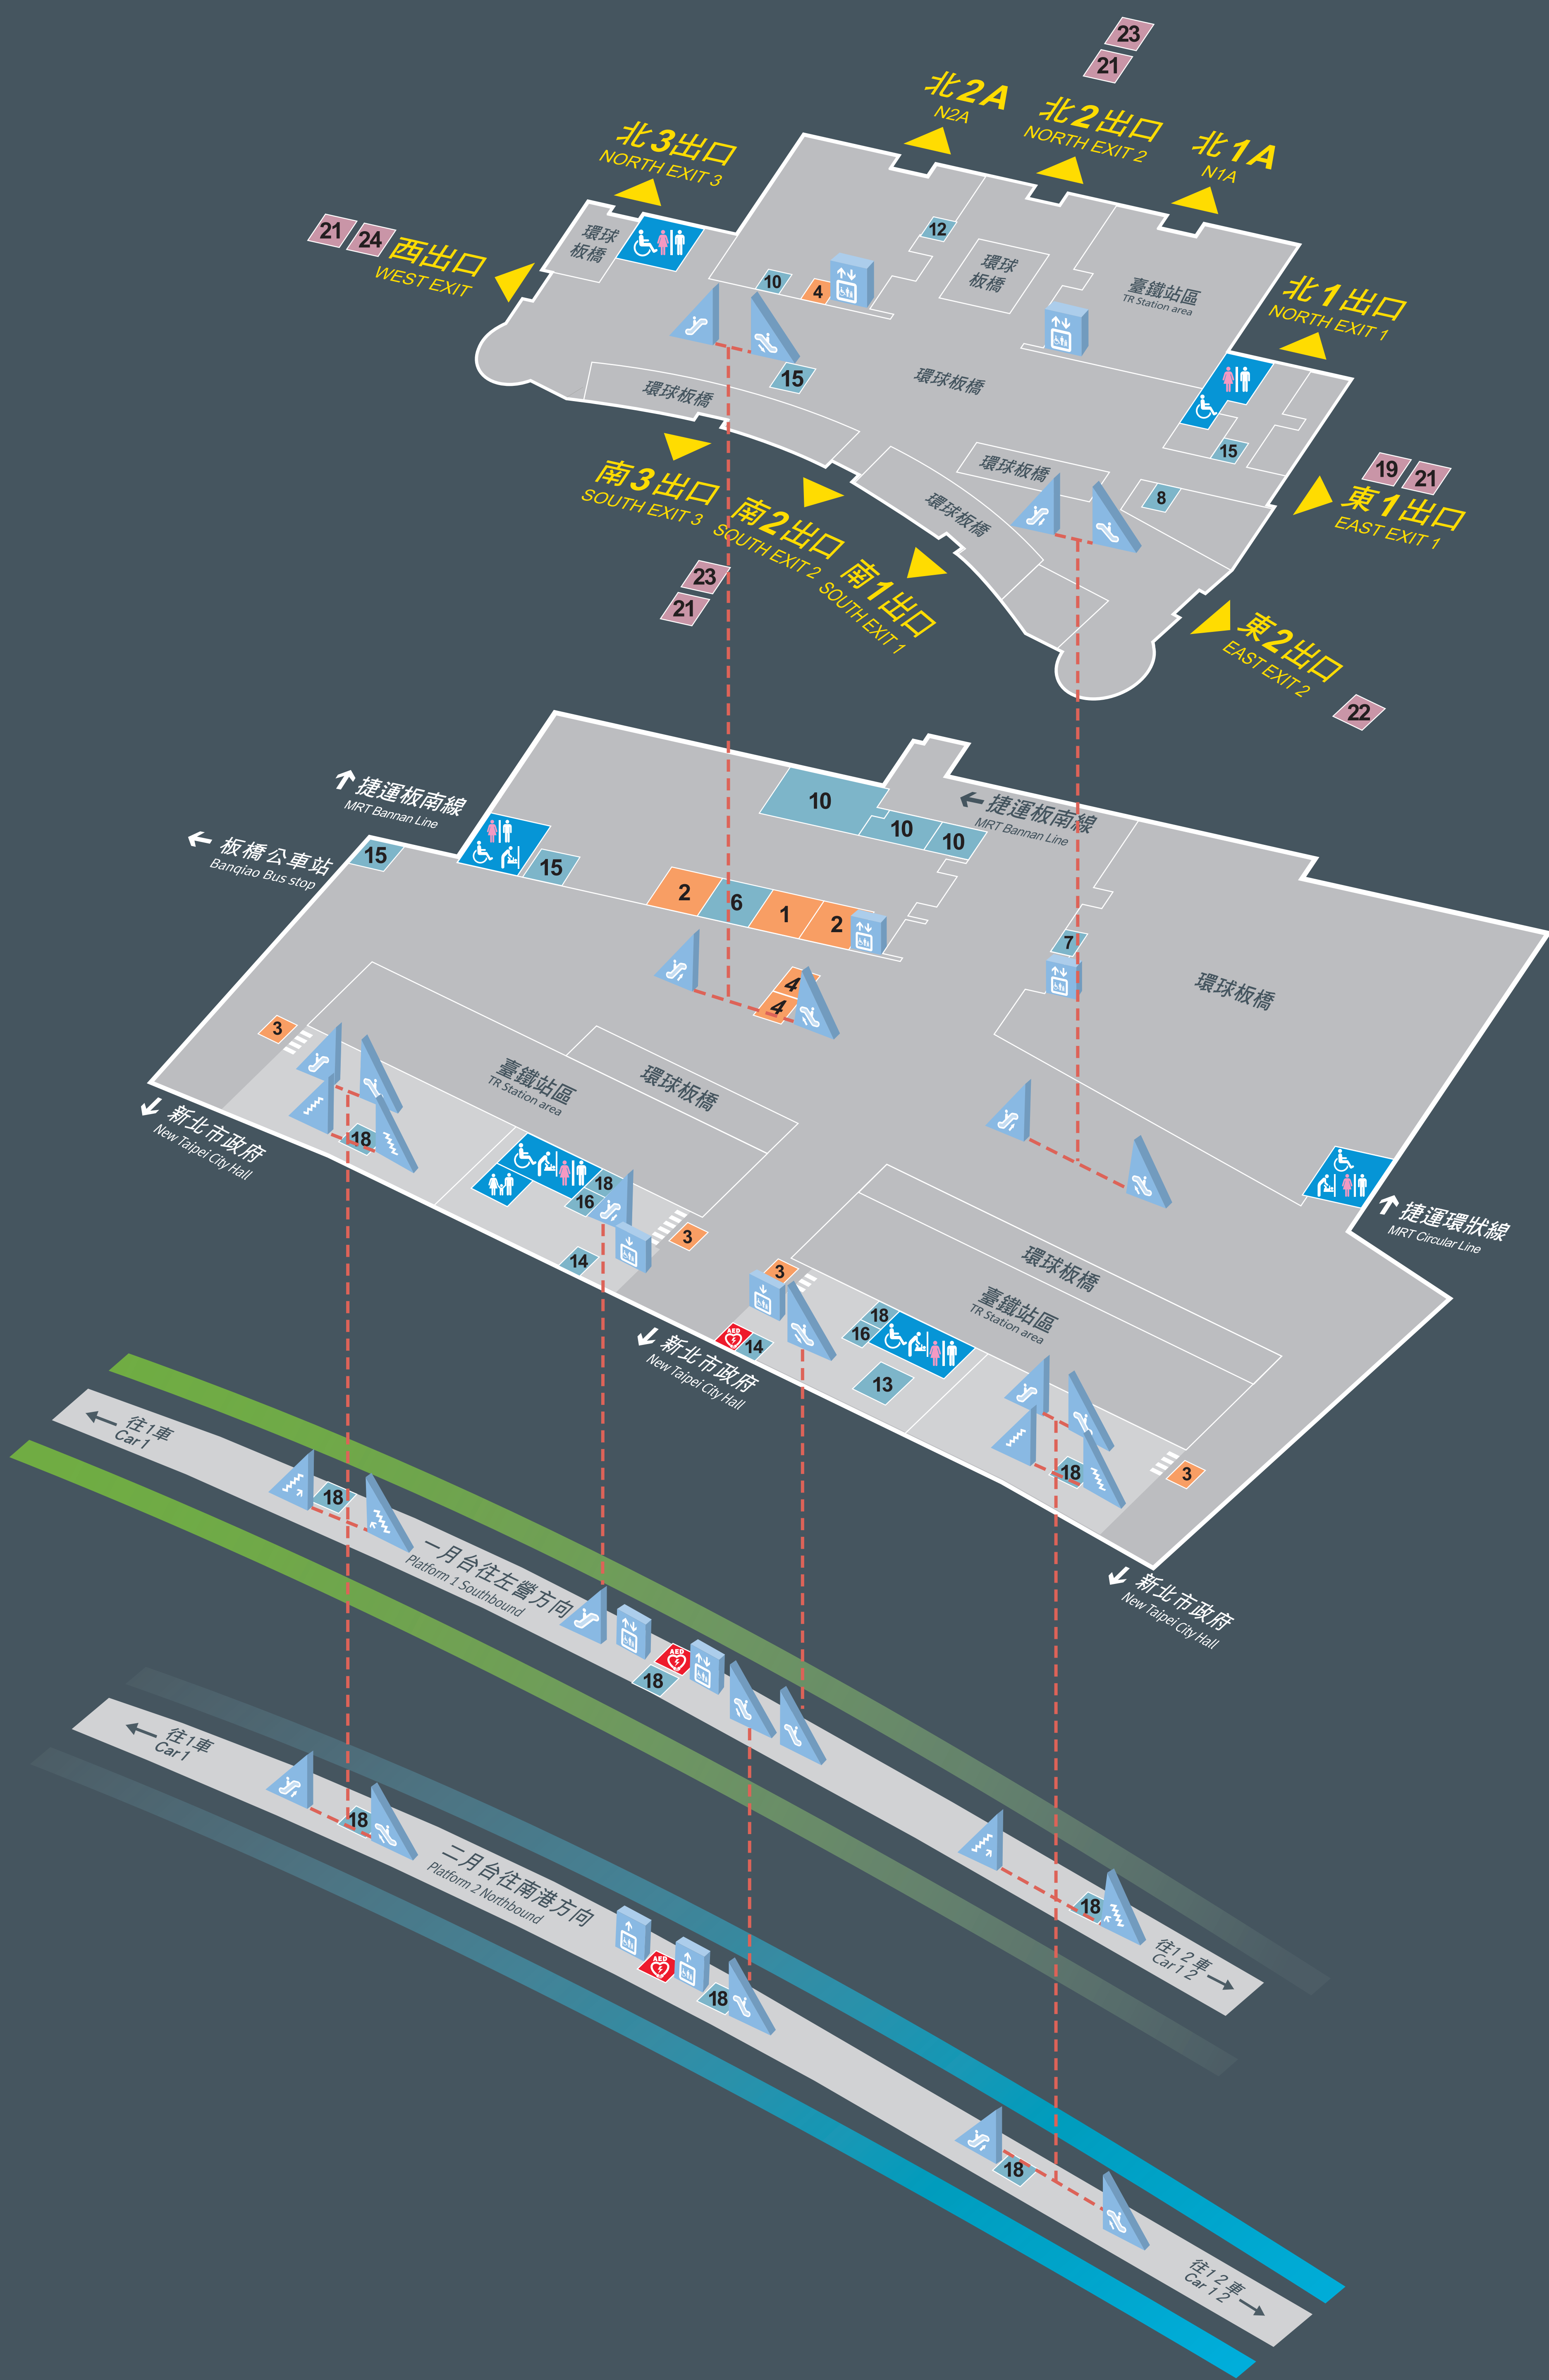 23
21
北2A
N2A
北2出口
NORTH EXIT 2
北1A
N1A
北3出口
NORTH EXIT 3
21
24
西出口
WEST EXIT
環球
板橋
12
10
4
環球
板橋
臺鐵站區
TR Station area
北1出口
NORTH EXIT 1
15
環球板橋
環球板橋
15
環球板橋
8
環球板橋
19
21
東1出口
EAST EXIT 1
南3出口
SOUTH EXIT 3
南2出口
SOUTH EXIT 2
南1出口
SOUTH EXIT 1
23
21
東2出口
EAST EXIT 2
22
捷運板南線
MRT Bannan Line
板橋公車站
Banqiao Bus stop
15
15
10
10
10
捷運板南線
MRT Bannan Line
2
6
1
2
7
4
4
環球板橋
3
臺鐵站區
TR Station area
環球板橋
18
新北市政府
New Taipei City Hall
18
16
14
3
捷運環狀線
MRT Circular Line
環球板橋
臺鐵站區
TR Station area
3
18
16
AED
14
13
新北市政府
New Taipei City Hall
18
3
新北市政府
New Taipei City Hall
往1車
Car 1
18
一月台往左營方向
Platform 1 Southbound
AED
18
18
往12車
Car 12
往1車
Car 1
18
二月台往南港方向
Platform 2 Northbound
AED
18
18
往12車
Car 12